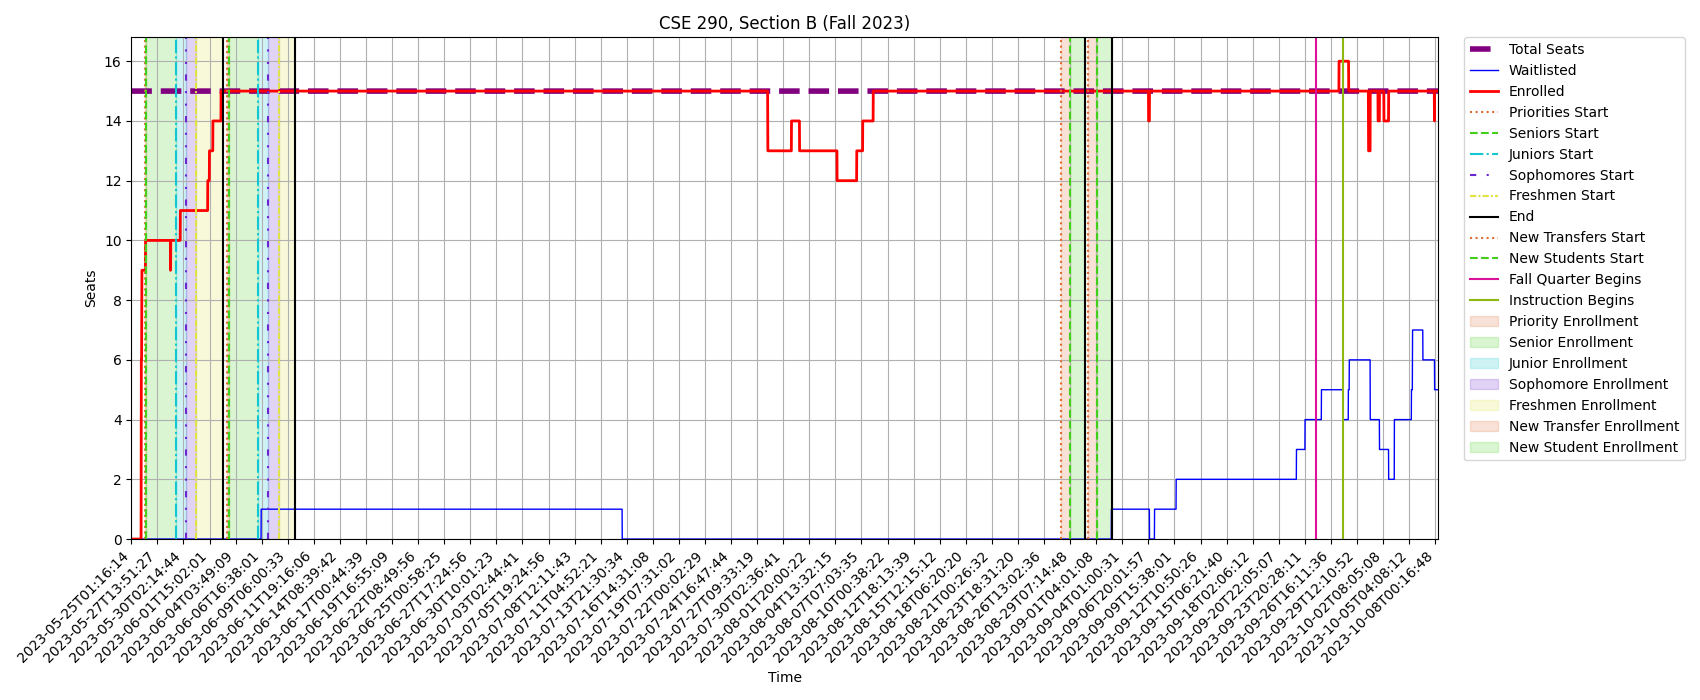 CSE 290, Section B (Fall 2023)
Seats
16
14
12
10
8
6
4
2
0
2023-05-25T01:16:14
2023-05-27T13:51:27
2023-05-30T02:14:44
2023-06-01T15:02:01
2023-06-04T03:49:09
2023-06-06T16:38:01
2023-06-09T06:00:33
2023-06-11T19:16:06
2023-06-14T08:39:42
2023-06-17T00:44:39
2023-06-19T16:55:09
2023-06-22T08:49:56
2023-06-25T00:58:25
2023-06-27T17:24:56
2023-06-30T10:01:23
2023-07-03T02:44:41
2023-07-05T19:24:56
2023-07-08T12:11:43
2023-07-11T04:52:21
2023-07-13T21:30:34
2023-07-16T14:31:08
2023-07-19T07:31:02
2023-07-22T00:02:29
2023-07-24T16:47:44
2023-07-27T09:33:19
2023-07-30T02:36:41
2023-08-01T20:00:22
2023-08-04T13:32:15
2023-08-07T07:03:35
2023-08-10T00:38:22
2023-08-12T18:13:39
2023-08-15T12:15:12
2023-08-18T06:20:20
2023-08-21T00:26:32
2023-08-23T18:31:20
2023-08-26T13:02:36
2023-08-29T07:14:48
2023-09-01T04:01:08
2023-09-04T01:00:31
2023-09-06T20:01:57
2023-09-09T15:38:01
2023-09-12T10:50:26
2023-09-15T06:21:40
2023-09-18T02:06:12
2023-09-20T22:05:07
2023-09-23T20:28:11
2023-09-26T16:11:36
2023-09-29T12:10:52
2023-10-02T08:05:08
2023-10-05T04:08:12
2023-10-08T00:16:48
Time
Total Seats
Waitlisted
Enrolled
Priorities Start
Seniors Start
Juniors Start
Sophomores Start
Freshmen Start
End
New Transfers Start
New Students Start
Fall Quarter Begins
Instruction Begins
Priority Enrollment
Senior Enrollment
Junior Enrollment
Sophomore Enrollment
Freshmen Enrollment
New Transfer Enrollment
New Student Enrollment